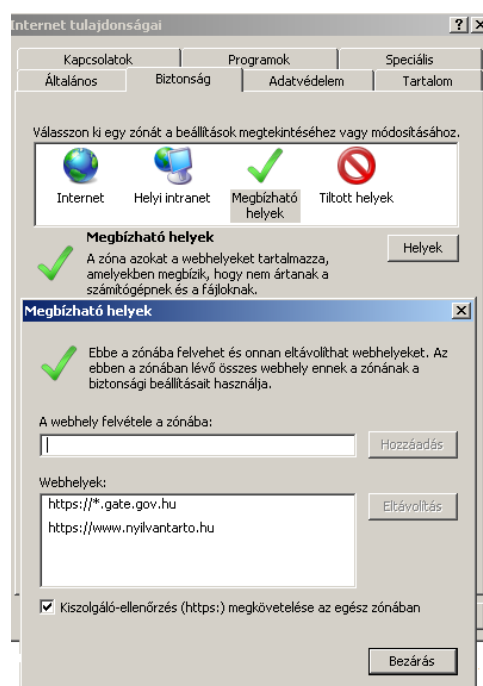 Internet tulajdonságai
Kapcsolatok Programok Speciális
Általános Biztonság Adatvédelem Tartalom
Válasszon ki egy zónát a beállítások megtekintéséhez vagy módosításához.
Internet Helyi intranet Megbízható helyek Tiltott helyek
Megbízható helyek
A zóna azokat a webhelyeket tartalmazza,
amelyekben megbízik, hogy nem ártanak a
számítógépnek és a fájloknak.
Helyek
Megbízható helyek
Ebbe a zónába felvehet és onnan eltávolíthat webhelyeket. Az
ebben a zónában lévő összes webhely ennek a zónának a
biztonsági beállításait használja.
A webhely felvétele a zónába:
Hozzáadás
Webhelyek:
https://*.gate.gov.hu
https://www.nyilvantarto.hu
Eltávolítás
Kiszolgáló-ellenőrzés (https:) megkövetelése az egész zónában
Bezárás